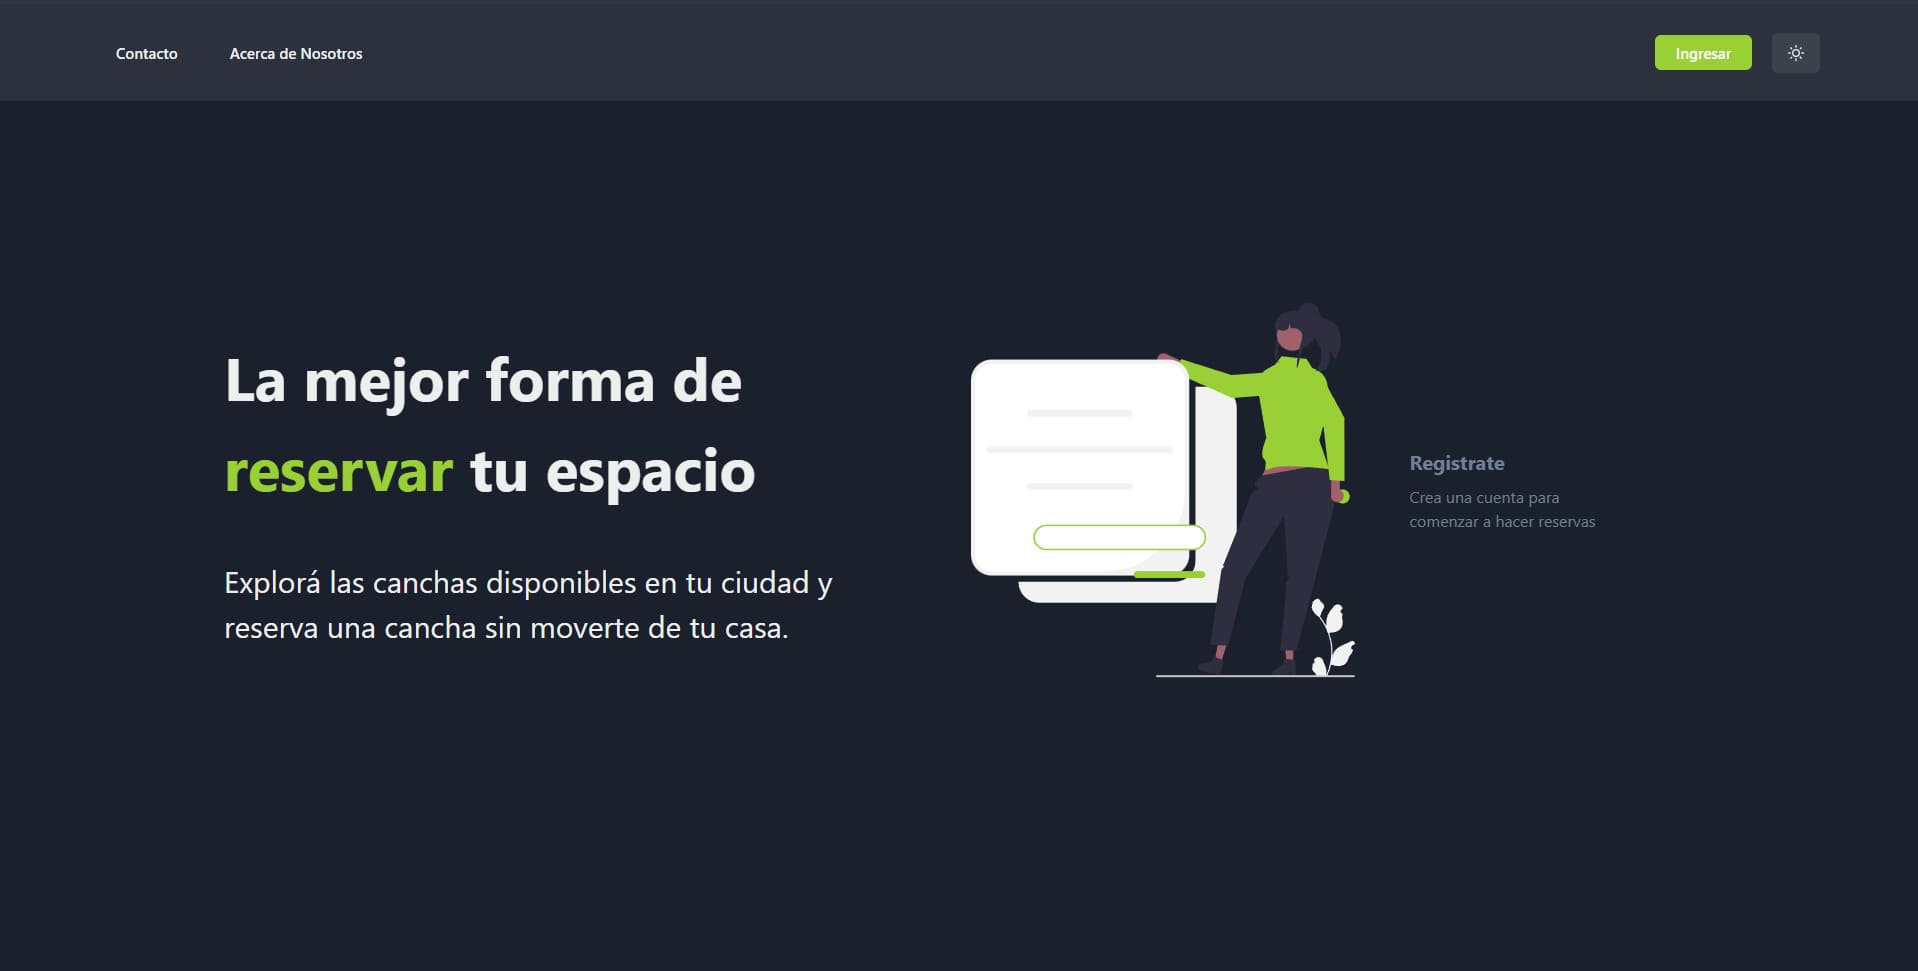 Contacto
Acerca de Nosotros
Ingresar
La mejor forma de
reservar tu espacio
Explorá las canchas disponibles en tu ciudad y
reserva una cancha sin moverte de tu casa.
Registrate
Crea una cuenta para
comenzar a hacer reservas